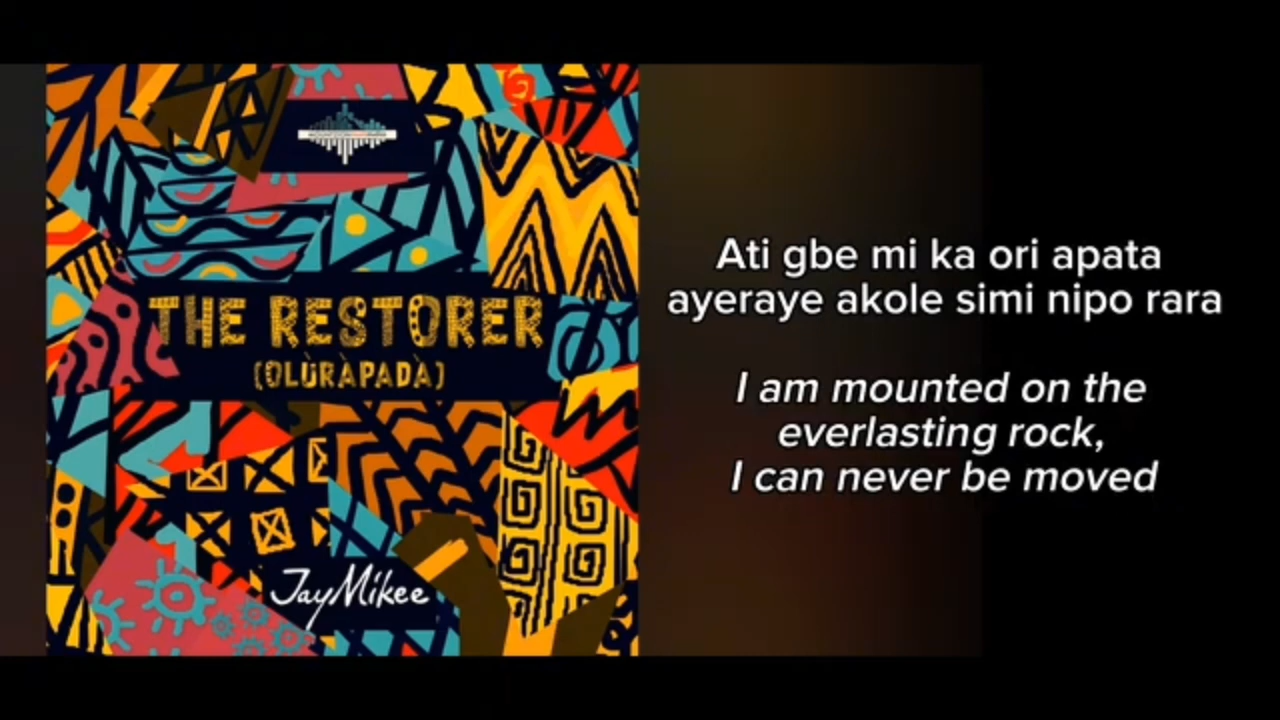 THE RESTORER
(OLÙRÀPADÀ)
JayMikee
Ati gbe mi ka ori apata
ayeraye akole simi nipo rara
I am mounted on the
everlasting rock,
I can never be moved